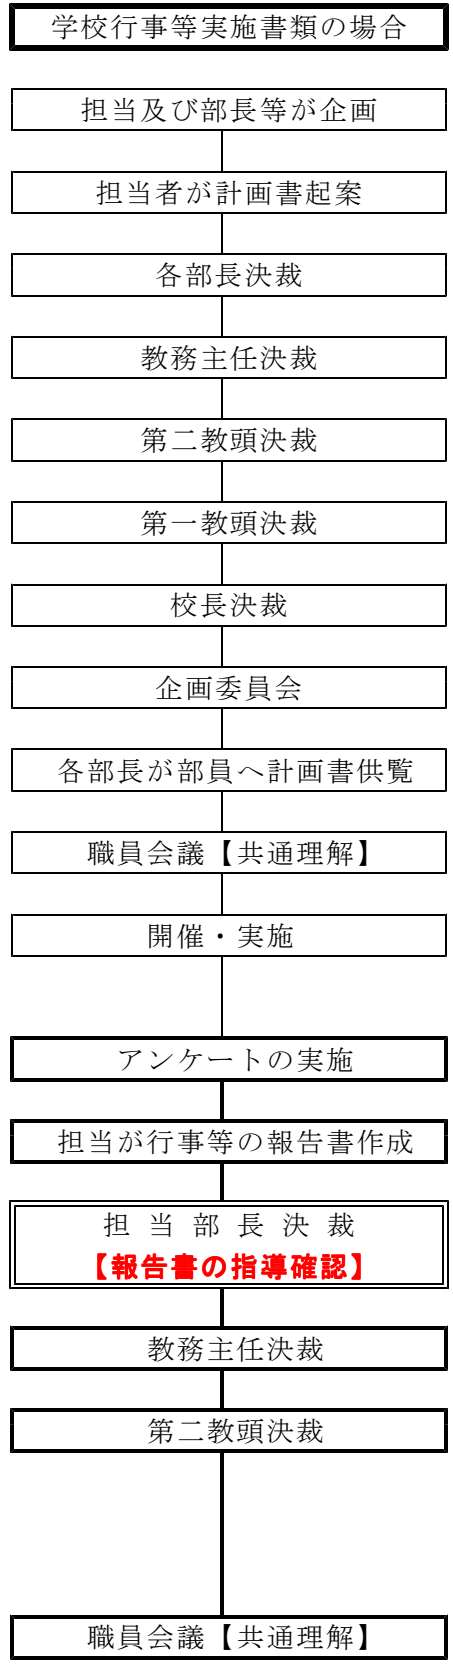 学校行事等実施書類の場合
担当及び部長等が企画
担当者が計画書起案
各部長決裁
教務主任決裁
第二教頭決裁
第一教頭決裁
校長決裁
企画委員会
各部長が部員へ計画書供覧
職員会議【共通理解】
開催・実施
アンケートの実施
担当が行事等の報告書作成
担当部長決裁
【報告書の指導確認】
教務主任決裁
第二教頭決裁
職員会議【共通理解】